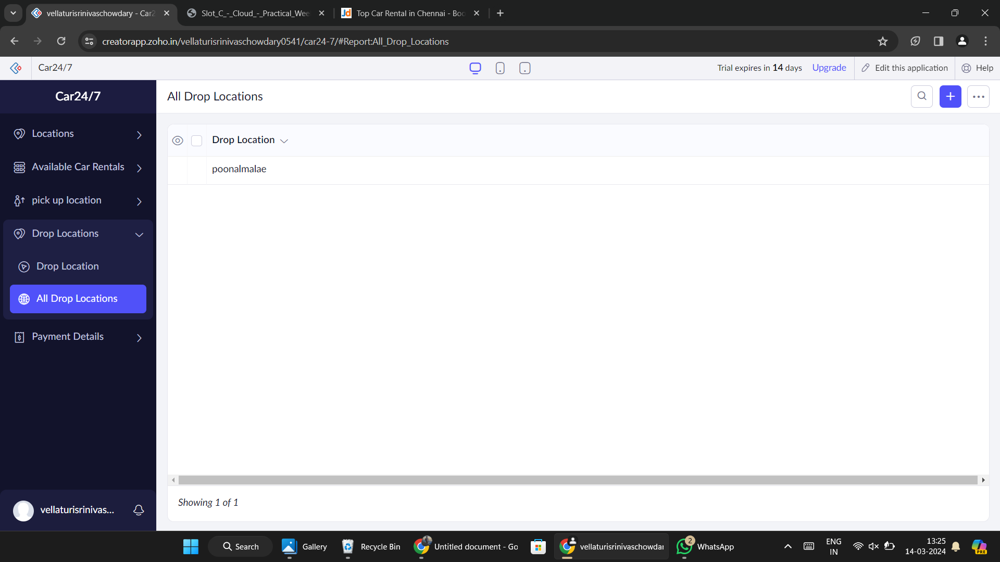 vellaturisrinivaschowdary - Car2
Slot_C_-_Cloud_-_Practical_Wee
Jd Top Car Rental in Chennai - Boo
creatorapp.zoho.in/vellaturisrinivaschowdary0541/car24-7/#Report:All_Drop_Locations
Car24/7
Trial expires in 14 days Upgrade
Edit this application
Help
Car24/7
All Drop Locations
Locations
Available Car Rentals
pick up location
Drop Locations
Drop Location
All Drop Locations
Payment Details
vellaturisrinivas...
Drop Location
poonalmalae
Showing 1 of 1
Search
Gallery
Recycle Bin
Untitled document - Go
vellaturisrinivaschowdar
2
WhatsApp
ENG
IN
13:25
14-03-2024
PRE